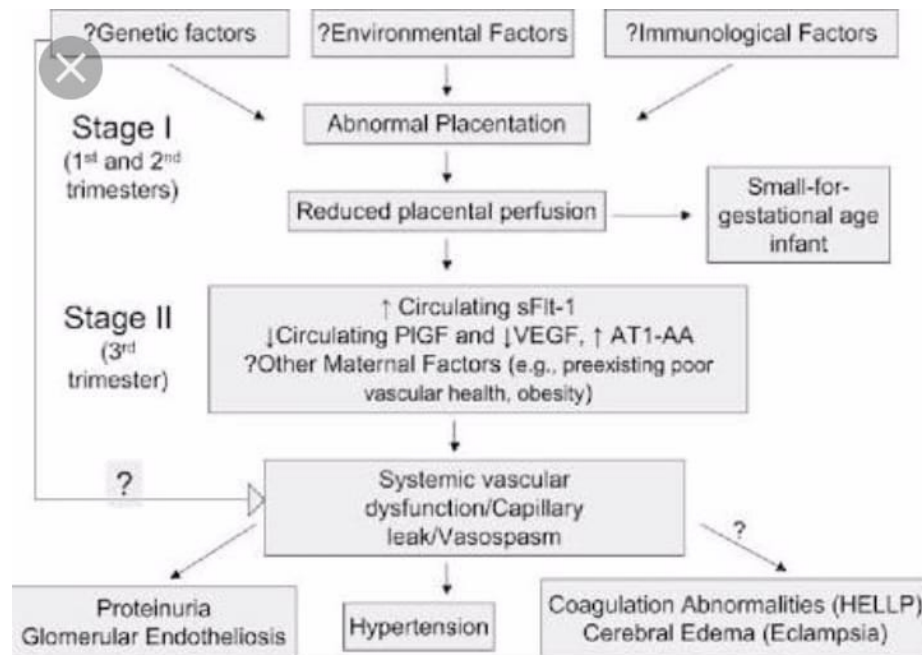 ?Genetic factors
?Environmental Factors
?Immunological Factors
Stage I
(1st and 2nd
trimesters)
Abnormal Placentation
Reduced placental perfusion
Small-for-
gestational age
infant
Stage II
(3rd
trimester)
↑ Circulating sFlt-1
↓Circulating PlGF and ↓VEGF, ↑ AT1-AA
?Other Maternal Factors (e.g., preexisting poor
vascular health, obesity)
?
Systemic vascular
dysfunction/Capillary
leak/Vasospasm
?
Proteinuria
Glomerular Endotheliosis
Hypertension
Coagulation Abnormalities (HELLP)
Cerebral Edema (Eclampsia)